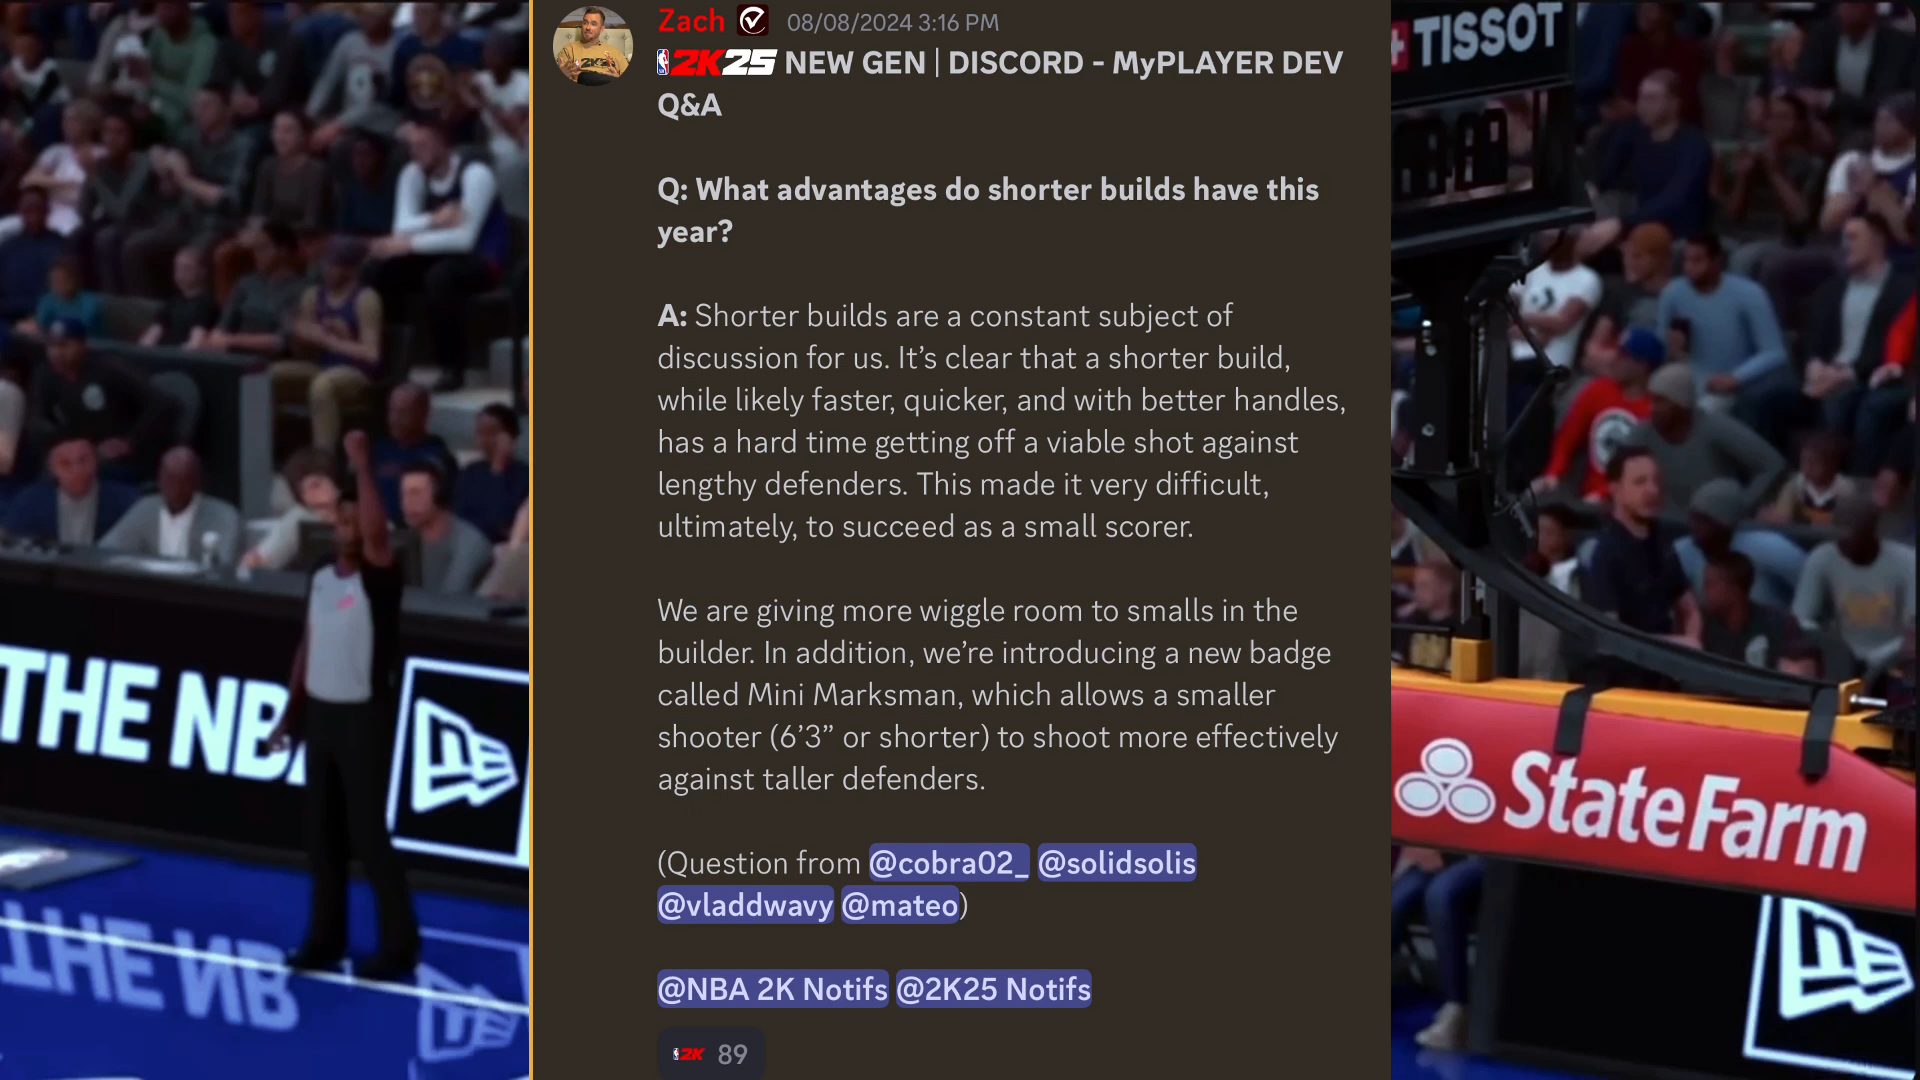 Zach 08/08/2024 3:16 PM
2K25 NEW GEN | DISCORD - MyPLAYER DEV
Q&A
Q: What advantages do shorter builds have this
year?
A: Shorter builds are a constant subject of
discussion for us. It’s clear that a shorter build,
while likely faster, quicker, and with better handles,
has a hard time getting off a viable shot against
lengthy defenders. This made it very difficult,
ultimately, to succeed as a small scorer.
We are giving more wiggle room to smalls in the
builder. In addition, we’re introducing a new badge
called Mini Marksman, which allows a smaller
shooter (6’3” or shorter) to shoot more effectively
against taller defenders.
(Question from @cobra02_ @solidsolis
@vladdwavy @mateo)
@NBA 2K Notifs @2K25 Notifs
2K 89
THE NB
THE NB
TISSOT
StateFarm